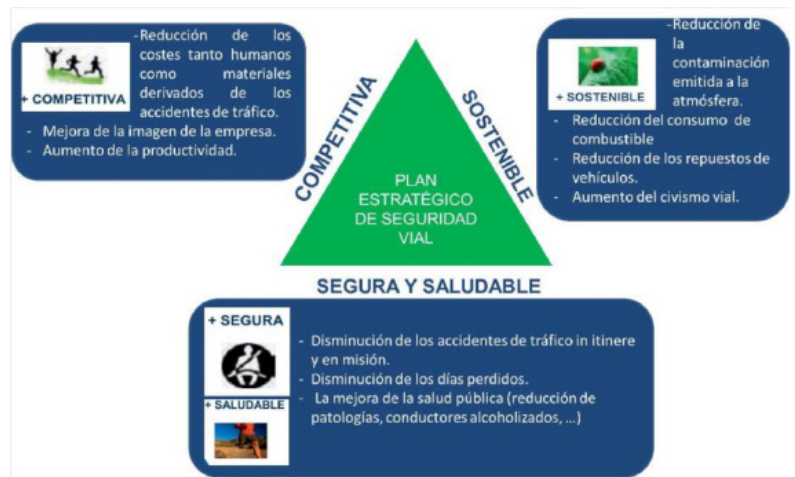 -Reducción de los
costes tanto humanos
como materiales
derivados de los
accidentes de tráfico.
+ COMPETITIVA
- Mejora de la imagen de la empresa.
- Aumento de la productividad.
-Reducción de
la
contaminación
emitida a la
atmósfera.
+ SOSTENIBLE
- Reducción del consumo de
combustible
- Reducción de los repuestos de
vehículos.
- Aumento del civismo vial.
COMPETITIVA
SOSTENIBLE
PLAN
ESTRATÉGICO
DE SEGURIDAD
VIAL
SEGURA Y SALUDABLE
+ SEGURA
+ SALUDABLE
- Disminución de los accidentes de tráfico in itinere
y en misión.
- Disminución de los días perdidos.
- La mejora de la salud pública (reducción de
patologías, conductores alcoholizados, ...)